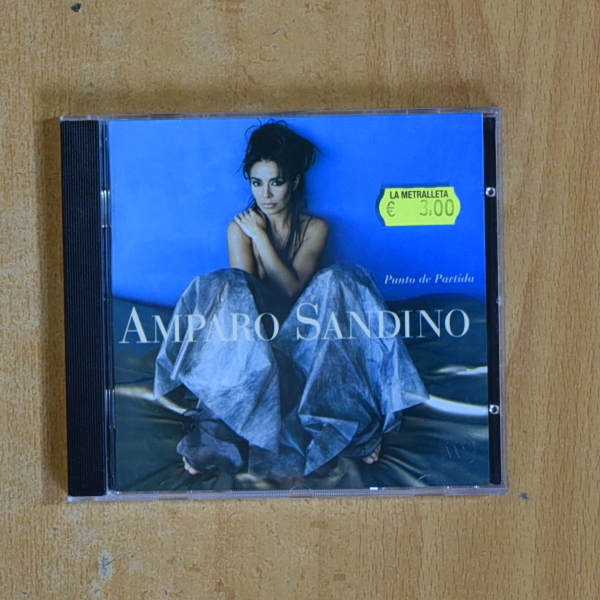 LA METRALLETA
€ 3,00
Punto de Partida
AMPARO SANDINO